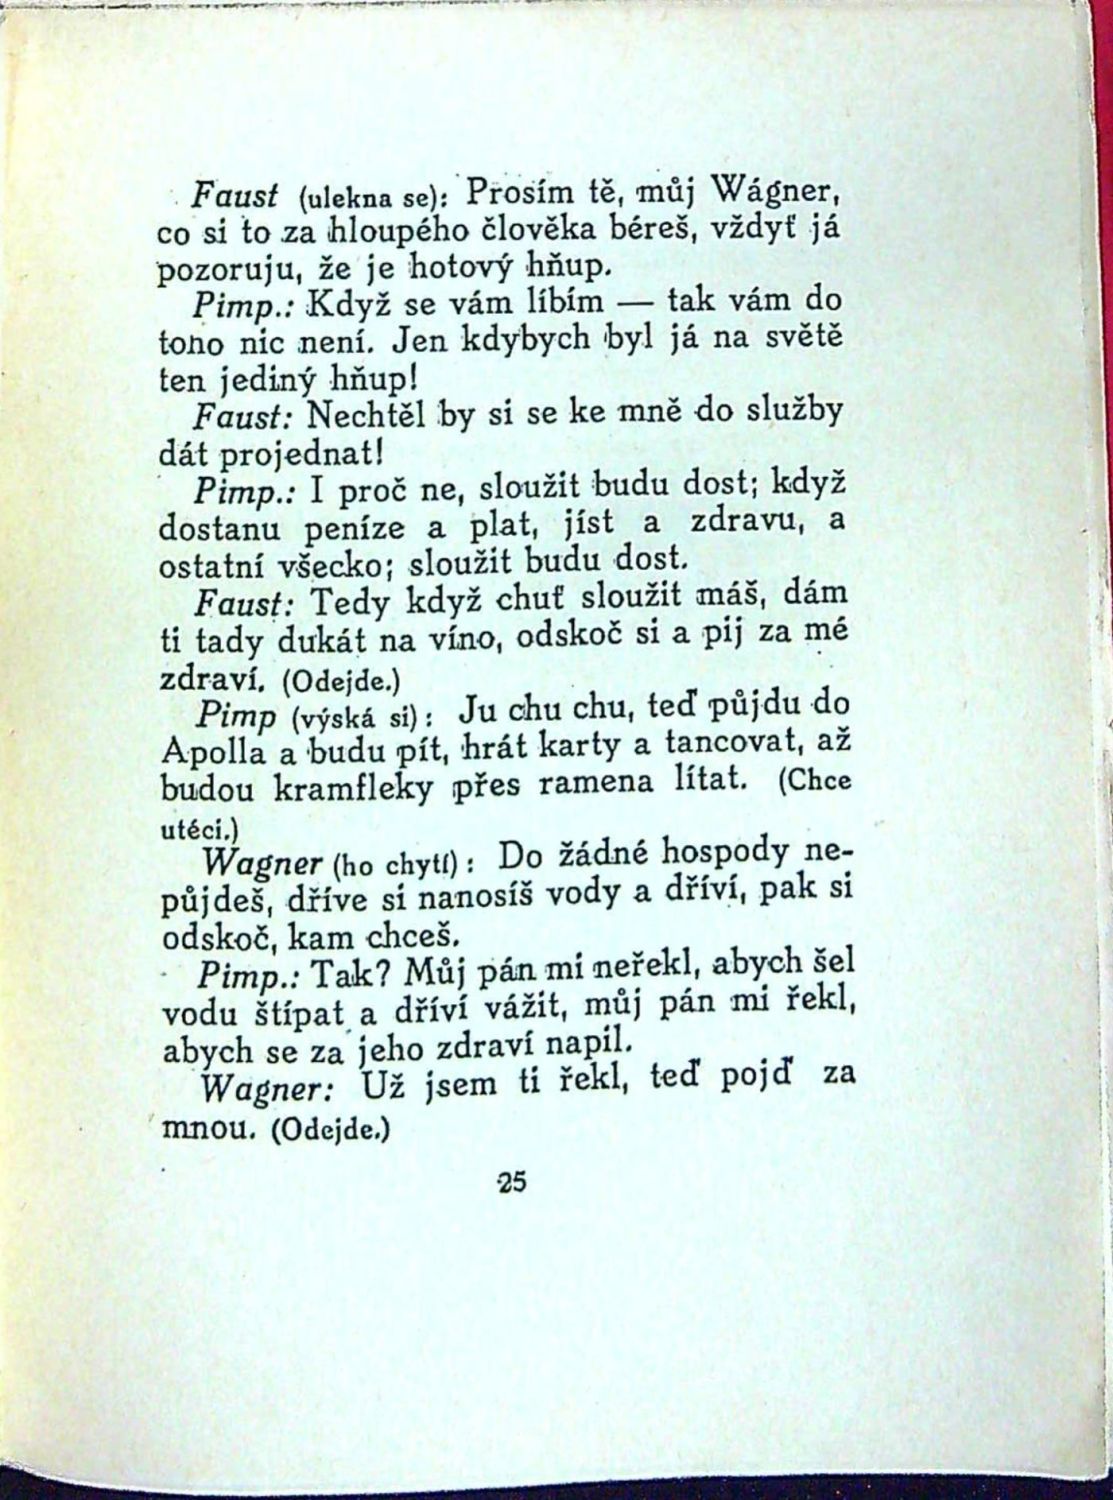 Faust (ulekna se): Prosím tě, můj Wágner,
co si to za hloupého člověka béreš, vždyť já
pozoruju, že je hotový hňup.
Pimp.: Když se vám líbím — tak vám do
toho nic není. Jen kdybych byl já na světě
ten jediný hňup!
Faust: Nechtěl by si se ke mně do služby
dát projednat!
Pimp.: I proč ne, sloužit budu dost; když
dostanu peníze a plat, jíst a zdravu, a
ostatní všecko; sloužit budu dost.
Faust: Tedy když chuť sloužit máš, dám
ti tady dukát na víno, odskoč si a pij za mé
zdraví. (Odejde.)
Pimp (výská si): Ju chu chu, teď půjdu do
Apolla a budu pít, hrát karty a tancovat, až
budou kramfleky přes ramena lítat. (Chce
utéci.)
Wagner (ho chytí): Do žádné hospody ne-
půjdeš, dříve si nanosíš vody a dříví, pak si
odskoč, kam chceš.
Pimp.: Tak? Můj pán mi neřekl, abych šel
vodu štípat a dříví vážit, můj pán mi řekl,
abych se za jeho zdraví napil.
Wagner: Už jsem ti řekl, teď pojď za
mnou. (Odejde.)
25